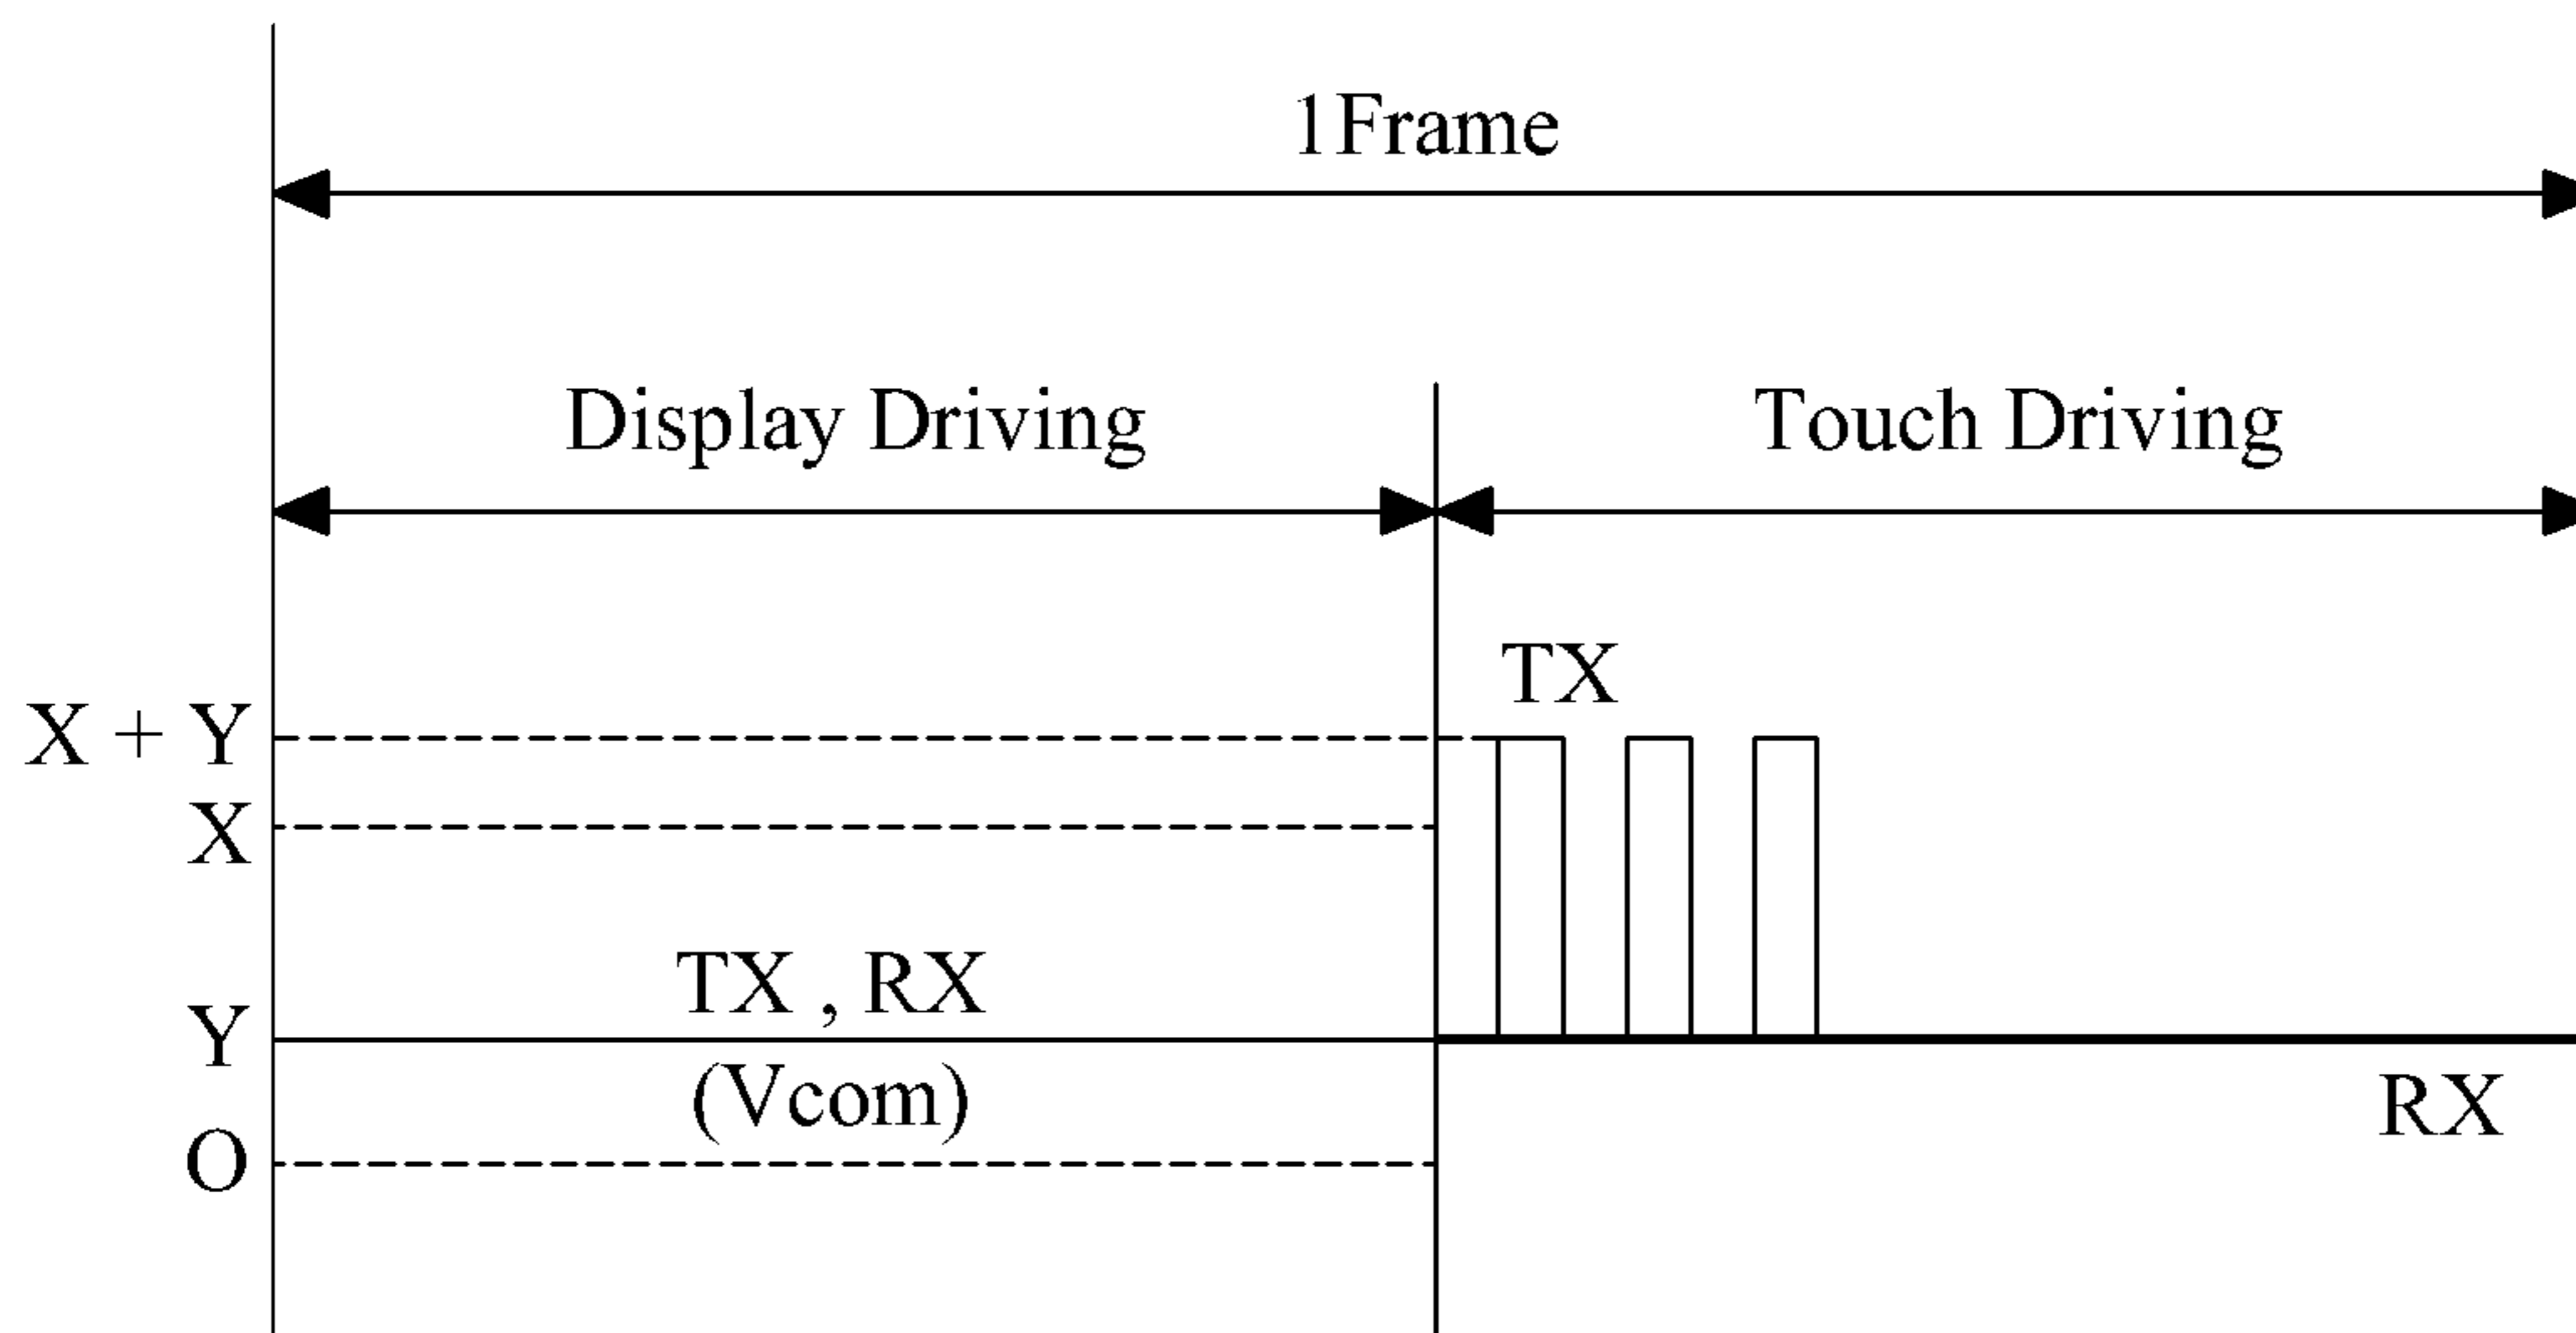 1Frame
Display Driving
Touch Driving
TX
X + Y
X
TX , RX
Y
(Vcom)
RX
O